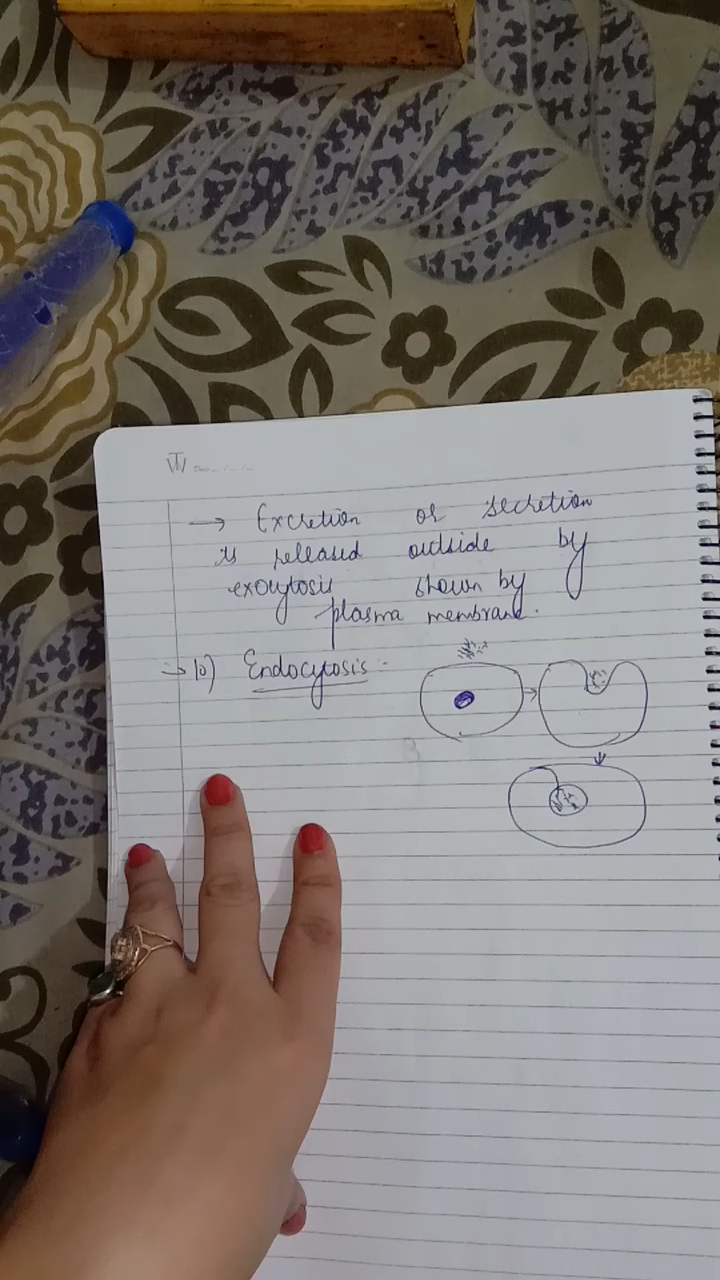 → Excretion or secretion
is released outside by
exocytosis shown by
plasma membrane.
→ 10) Endocytosis :-